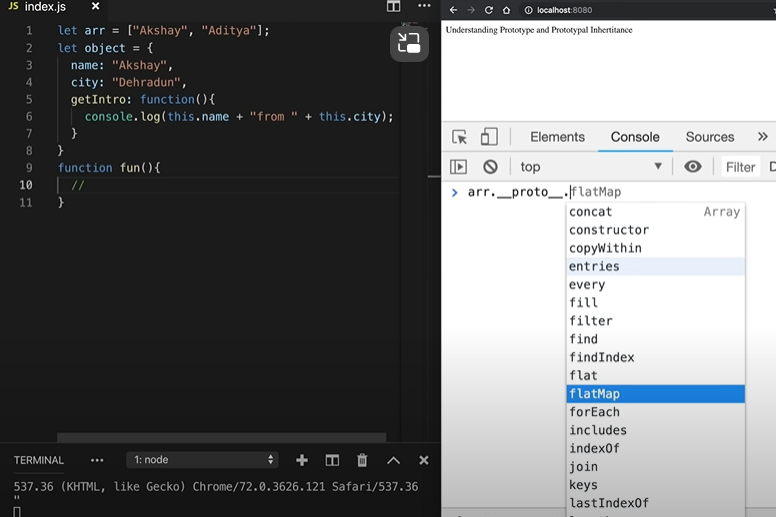 JS index.js ×
1 let arr = ["Akshay", "Aditya"];
2 let object = {
3 name: "Akshay",
4 city: "Dehradun",
5 getIntro: function(){
6 console.log(this.name + "from " + this.city);
7 }
8 }
9 function fun(){
10 //
11 }
TERMINAL ••• 1: node
537.36 (KHTML, like Gecko) Chrome/72.0.3626.121 Safari/537.36
"
localhost:8080
Understanding Prototype and Prototypal Inhertitance
Elements Console Sources »
top Filter D
> arr.__proto__.flatMap
concat Array
constructor
copyWithin
entries
every
fill
filter
find
findIndex
flat
flatMap
forEach
includes
indexOf
join
keys
lastIndexOf